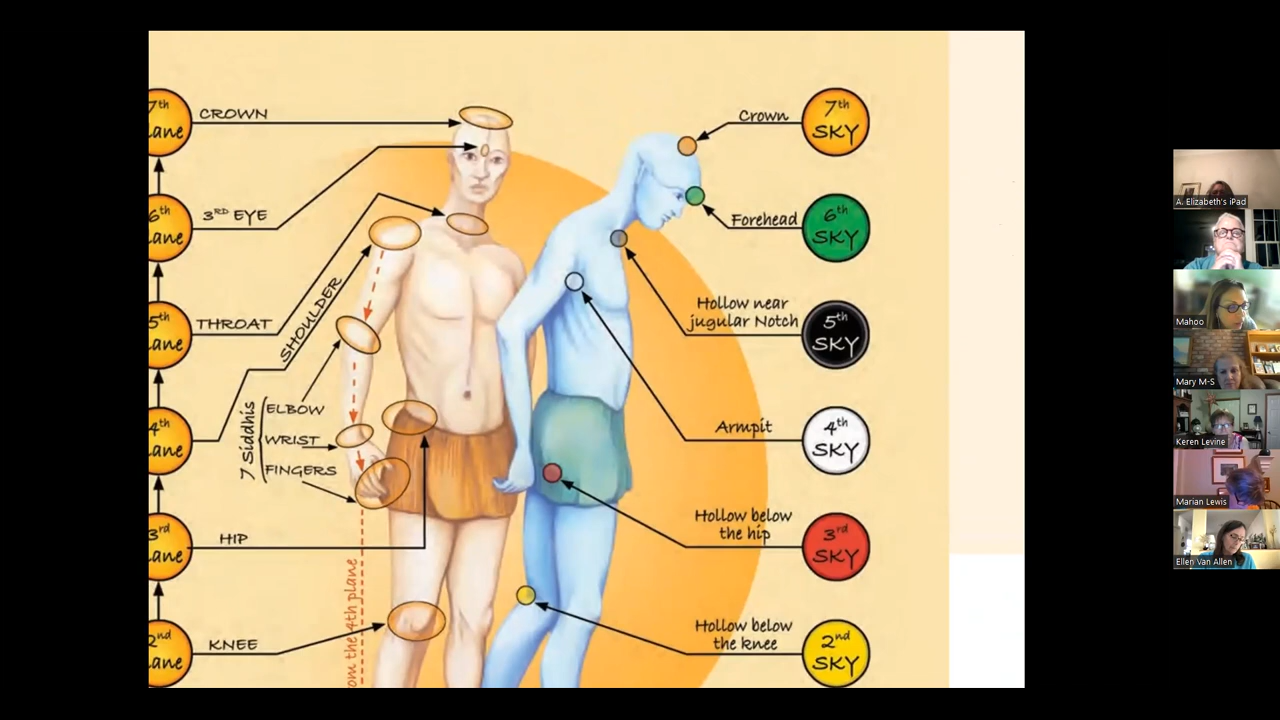 7th
lane
CROWN
Crown
7th
SKY
6th
lane
3RD EYE
Forehead
6th
SKY
5th
lane
THROAT
SHOULDER
Hollow near
jugular Notch
5th
SKY
4th
lane
7 Siddhis
ELBOW
WRIST
FINGERS
Armpit
4th
SKY
3rd
lane
HIP
Hollow below
the hip
3rd
SKY
2nd
lane
KNEE
om the 4th plane
Hollow below
the knee
2nd
SKY
A. Elizabeth's iPad
Mahoo
Mary M-S
Keren Levine
Marian Lewis
Ellen Van Allen